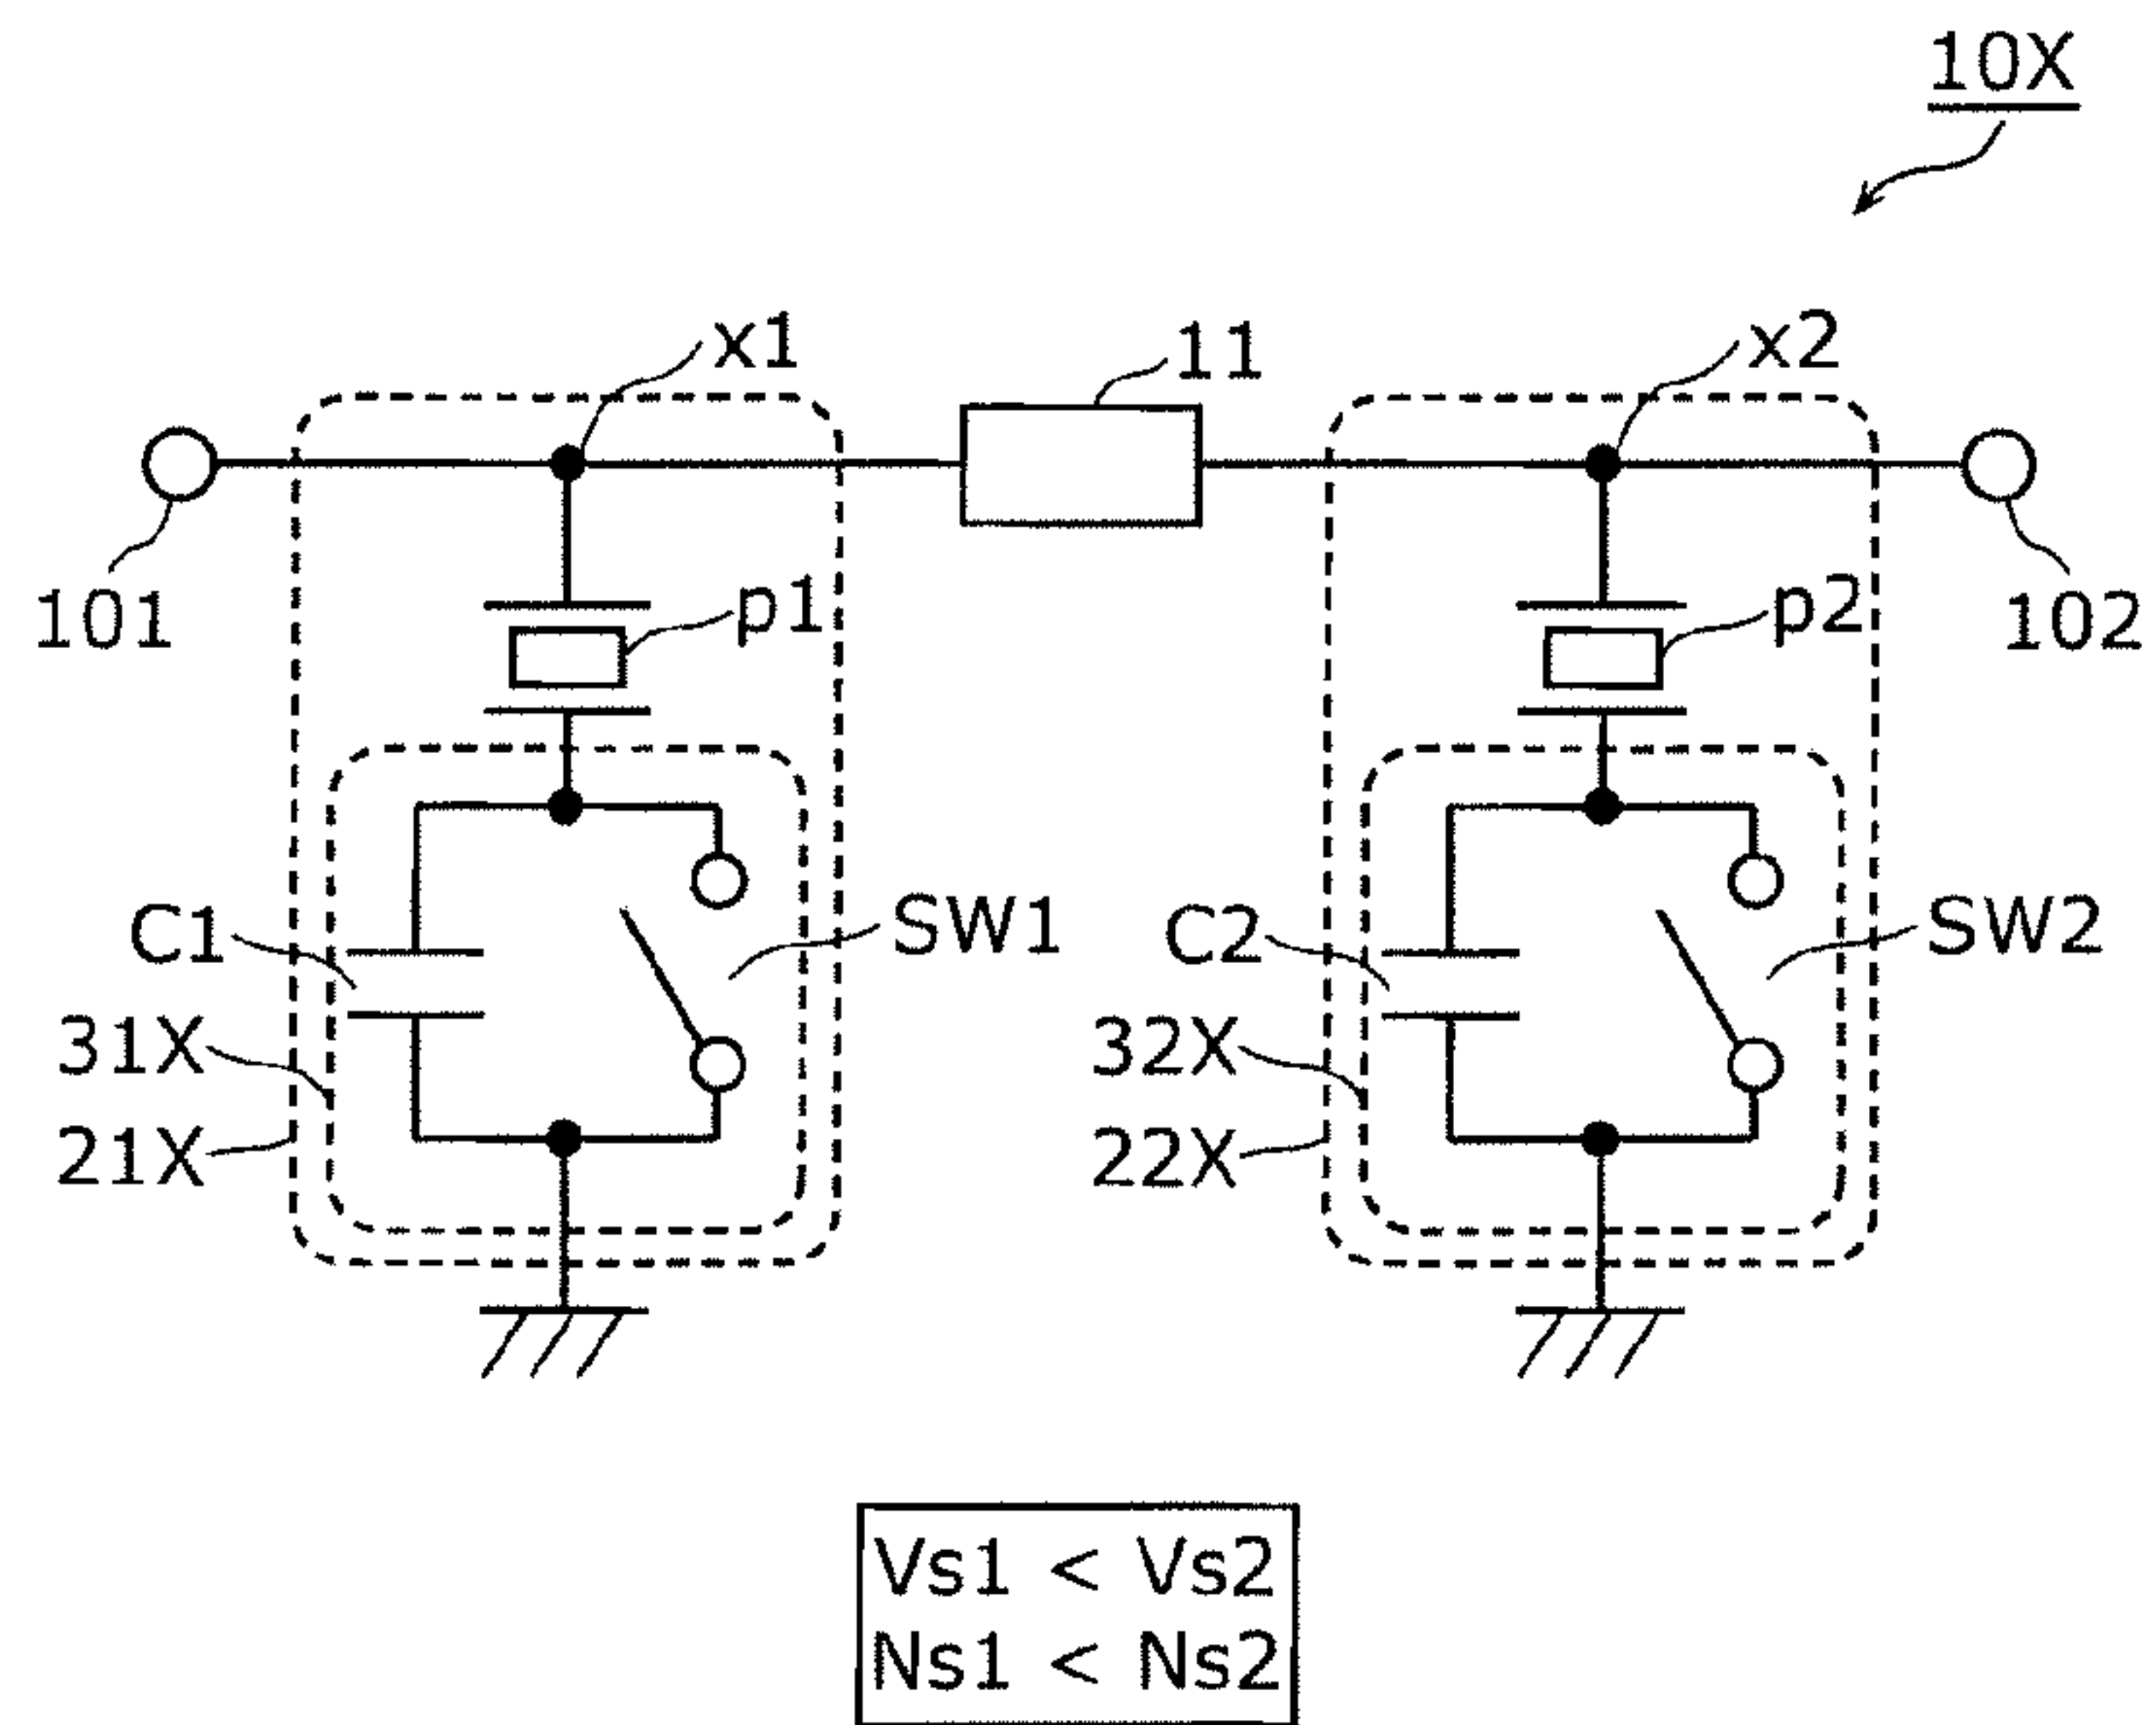 10X
x1
11
x2
101
p1
p2
102
C1
SW1
C2
SW2
31X
32X
21X
22X
Vs1 < Vs2
Ns1 < Ns2